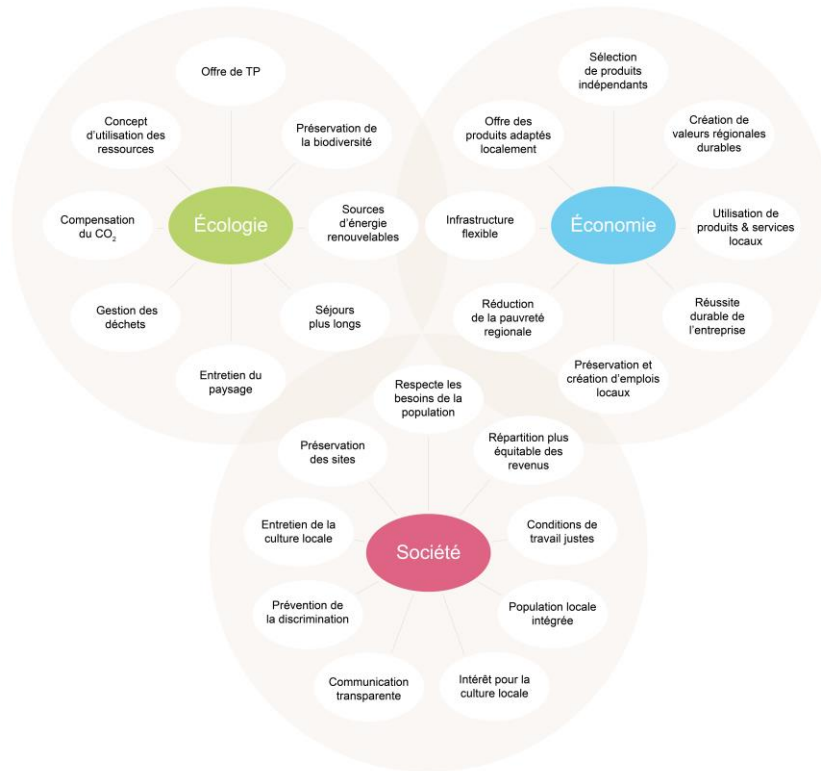 Offre de TP
Concept
d'utilisation des
ressources
Préservation de
la biodiversité
Compensation
du CO₂
Écologie
Sources
d'énergie
renouvelables
Gestion des
déchets
Séjours
plus longs
Entretien du
paysage
Sélection
de produits
indépendants
Offre des
produits adaptés
localement
Création de
valeurs régionales
durables
Infrastructure
flexible
Économie
Utilisation de
produits & services
locaux
Réduction
de la pauvreté
regionale
Réussite
durable de
l'entreprise
Préservation et
création d'emplois
locaux
Respecte les
besoins de la
population
Préservation
des sites
Répartition plus
équitable des
revenus
Entretien de la
culture locale
Société
Conditions de
travail justes
Prévention de
la discrimination
Population locale
intégrée
Communication
transparente
Intérêt pour la
culture locale